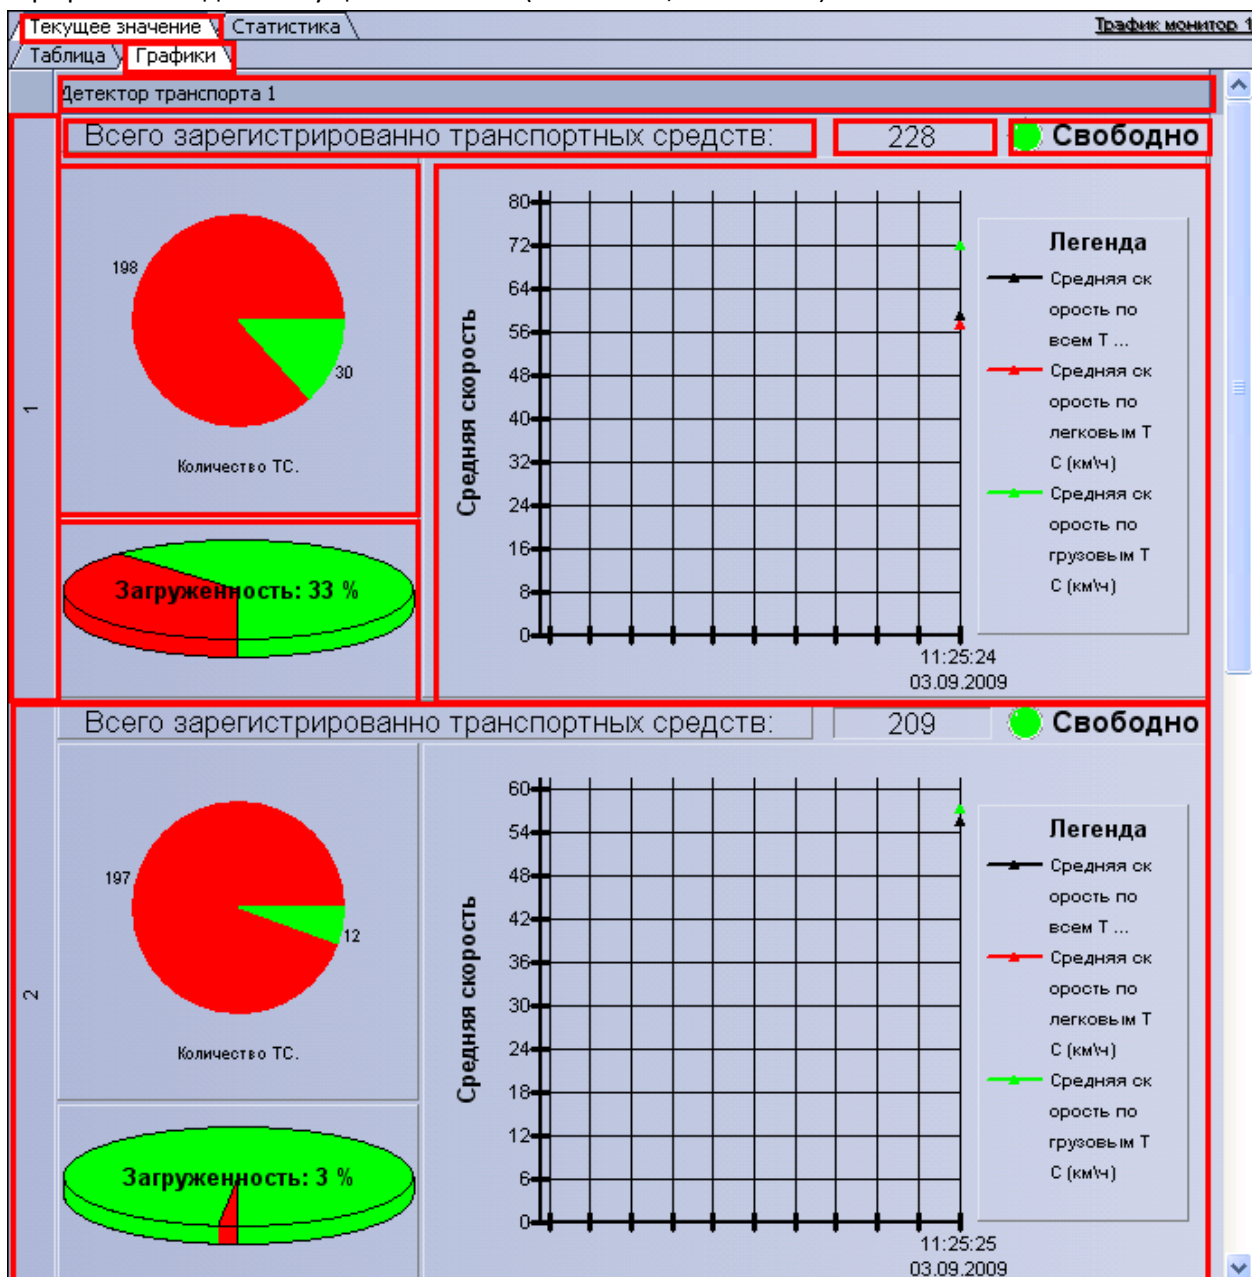 Текущее значение Статистика Трафик монитор 1
Таблица Графики
Детектор транспорта 1
1
Всего зарегистрированно транспортных средств: 228 Свободно
198
30
Количество ТС.
Загруженность: 33 %
Средняя скорость
80
72
64
56
48
40
32
24
16
8
0
11:25:24
03.09.2009
Легенда
Средняя ск
орость по
всем Т ...
Средняя ск
орость по
легковым Т
С (км\ч)
Средняя ск
орость по
грузовым Т
С (км\ч)
2
Всего зарегистрированно транспортных средств: 209 Свободно
197
12
Количество ТС.
Загруженность: 3 %
Средняя скорость
60
54
48
42
36
30
24
18
12
6
0
11:25:25
03.09.2009
Легенда
Средняя ск
орость по
всем Т ...
Средняя ск
орость по
легковым Т
С (км\ч)
Средняя ск
орость по
грузовым Т
С (км\ч)